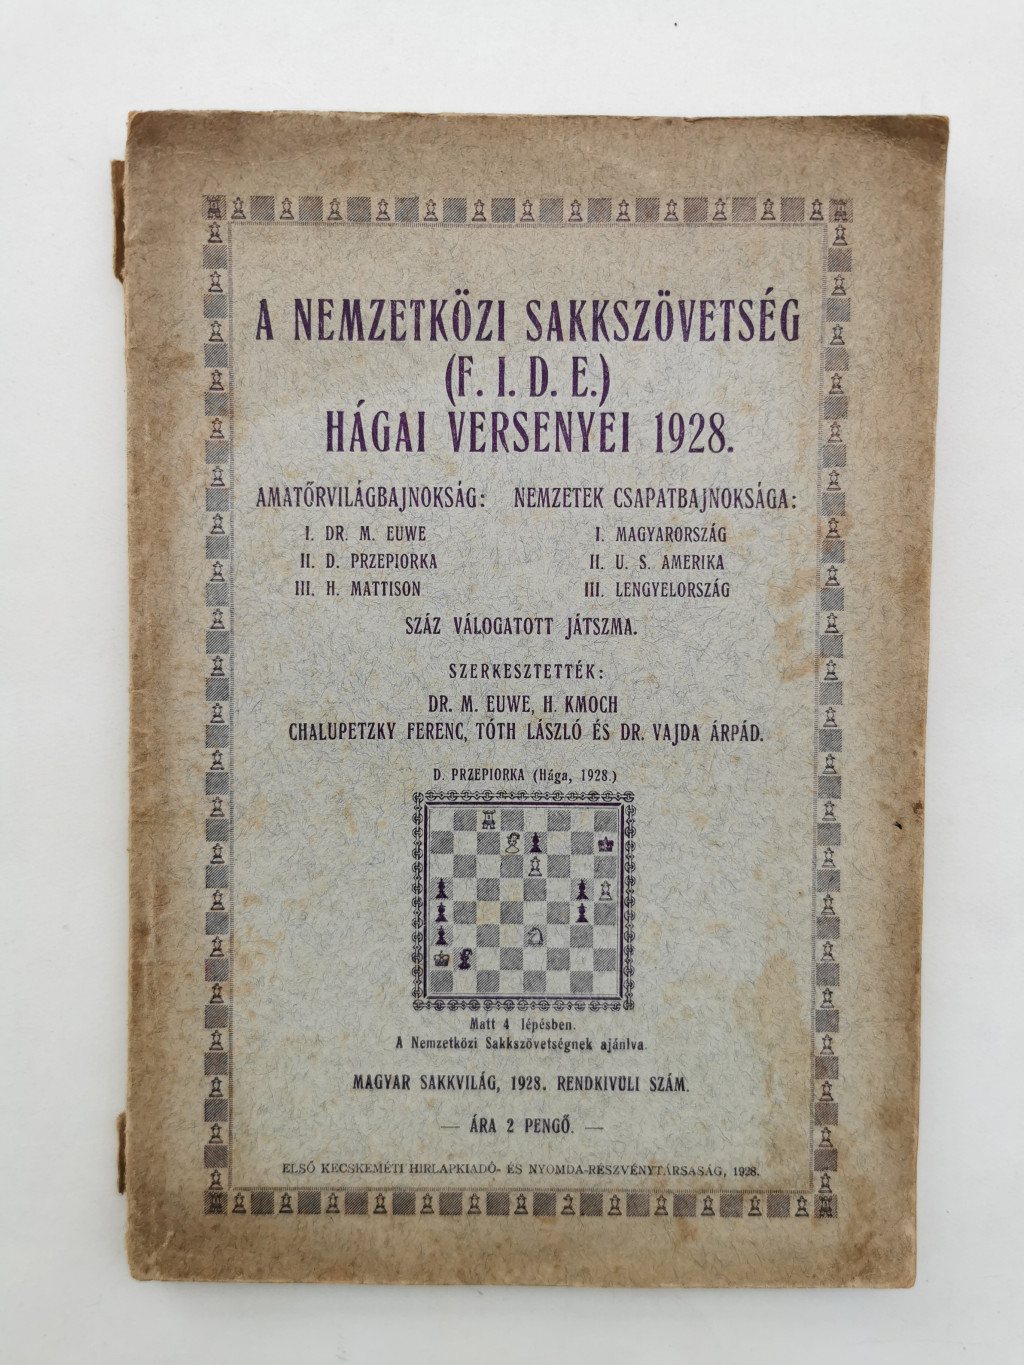 A NEMZETKÖZI SAKKSZÖVETSÉG
(F. I. D. E.)
HÁGAI VERSENYEI 1928.
AMATŐRVILÁGBAJNOKSÁG: NEMZETEK CSAPATBAJNOKSÁGA:
I. DR. M. EUWE I. MAGYARORSZÁG
II. D. PRZEPIORKA II. U. S. AMERIKA
III. H. MATTISON III. LENGYELORSZÁG
SZÁZ VÁLOGATOTT JÁTSZMA.
SZERKESZTETTÉK:
DR. M. EUWE, H. KMOCH
CHALUPETZKY FERENC, TÓTH LÁSZLÓ ÉS DR. VAJDA ÁRPÁD.
D. PRZEPIORKA (Hága, 1928.)
Matt 4 lépésben.
A Nemzetközi Sakkszövetségnek ajánlva.
MAGYAR SAKKVILÁG, 1928. RENDKIVÜLI SZÁM.
— ÁRA 2 PENGŐ. —
ELSŐ KECSKEMÉTI HIRLAPKIADÓ- ÉS NYOMDA-RÉSZVÉNYTÁRSASÁG, 1928.